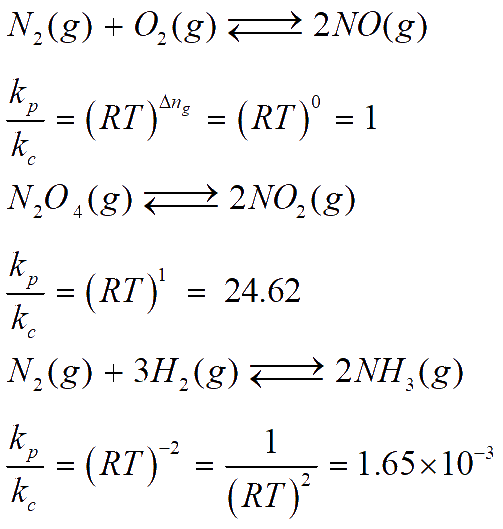 N₂(g) + O₂(g) ⇌ 2NO(g)
k_p/k_c = (RT)^{Δn_g} = (RT)^0 = 1
N₂O₄(g) ⇌ 2NO₂(g)
k_p/k_c = (RT)^1 = 24.62
N₂(g) + 3H₂(g) ⇌ 2NH₃(g)
k_p/k_c = (RT)^{-2} = 1/(RT)^2 = 1.65×10^{-3}